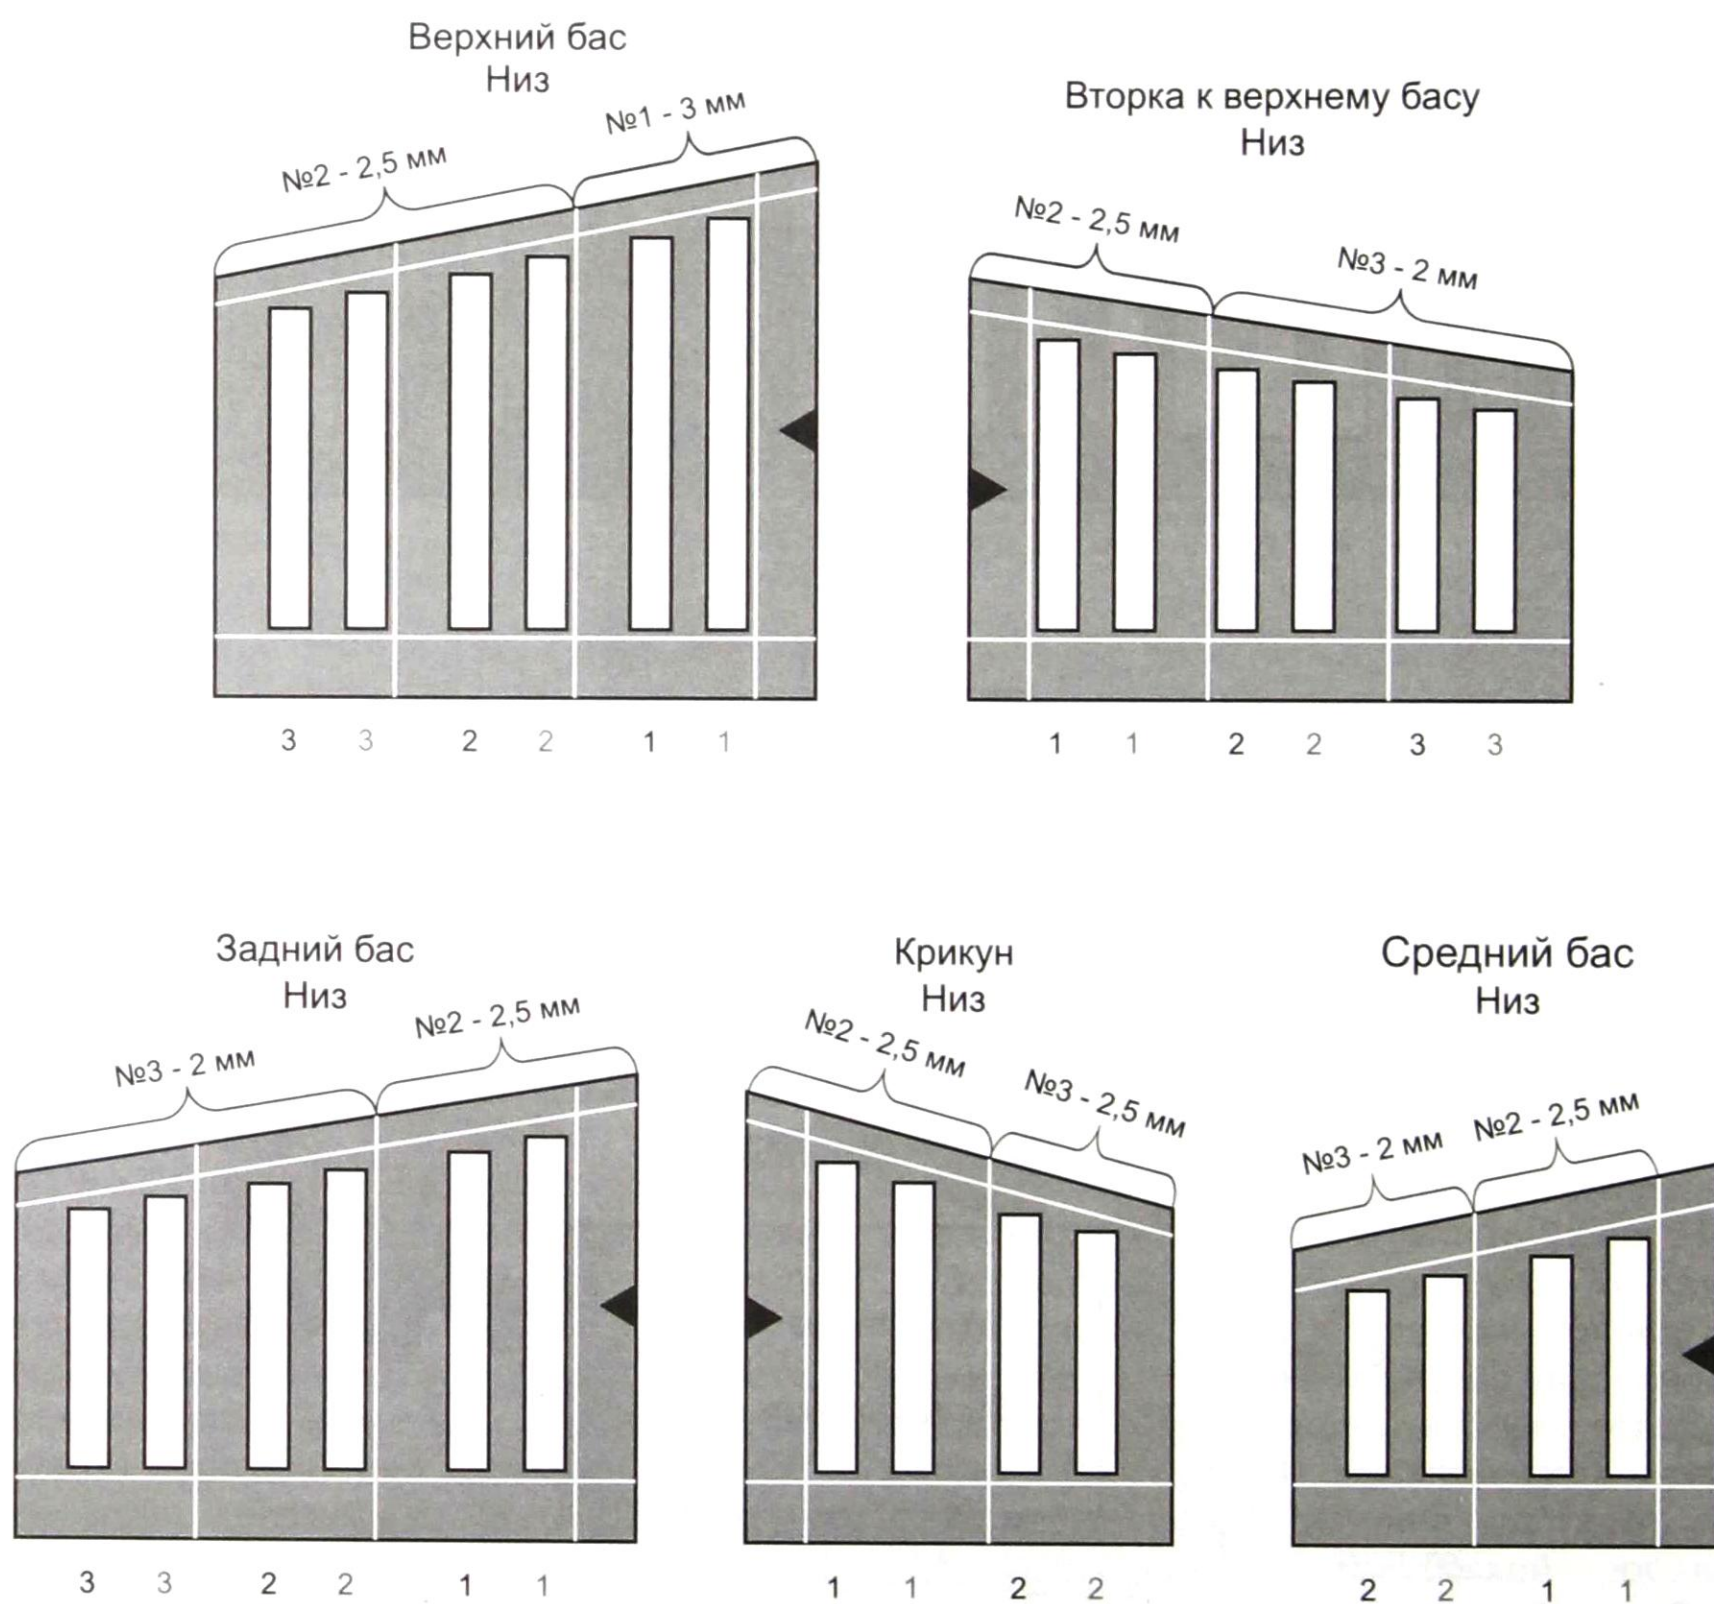 Верхний бас
Низ
№2 - 2,5 мм
№1 - 3 мм
3 3 2 2 1 1
Вторка к верхнему басу
Низ
№2 - 2,5 мм
№3 - 2 мм
1 1 2 2 3 3
Задний бас
Низ
№3 - 2 мм
№2 - 2,5 мм
3 3 2 2 1 1
Крикун
Низ
№2 - 2,5 мм
№3 - 2,5 мм
1 1 2 2
Средний бас
Низ
№3 - 2 мм
№2 - 2,5 мм
2 2 1 1